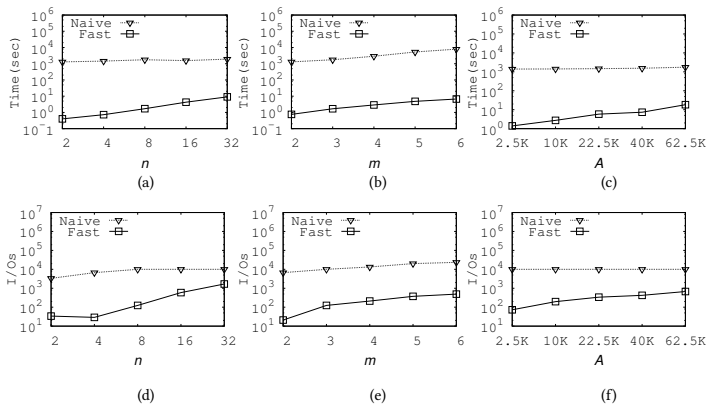 10^6
10^5
10^4
10^3
10^2
10^1
10^0
10^-1
Time(sec)
Naive
Fast
2 4 8 16 32
n
(a)
10^6
10^5
10^4
10^3
10^2
10^1
10^0
10^-1
Time(sec)
Naive
Fast
2 3 4 5 6
m
(b)
10^6
10^5
10^4
10^3
10^2
10^1
10^0
Time(sec)
Naive
Fast
2.5K 10K 22.5K 40K 62.5K
A
(c)
10^7
10^6
10^5
10^4
10^3
10^2
10^1
I/Os
Naive
Fast
2 4 8 16 32
n
(d)
10^7
10^6
10^5
10^4
10^3
10^2
10^1
I/Os
Naive
Fast
2 3 4 5 6
m
(e)
10^7
10^6
10^5
10^4
10^3
10^2
10^1
I/Os
Naive
Fast
2.5K 10K 22.5K 40K 62.5K
A
(f)